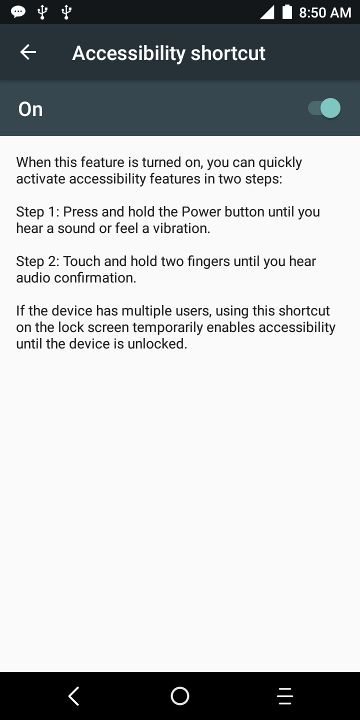 8:50 AM
Accessibility shortcut
On
When this feature is turned on, you can quickly
activate accessibility features in two steps:
Step 1: Press and hold the Power button until you
hear a sound or feel a vibration.
Step 2: Touch and hold two fingers until you hear
audio confirmation.
If the device has multiple users, using this shortcut
on the lock screen temporarily enables accessibility
until the device is unlocked.